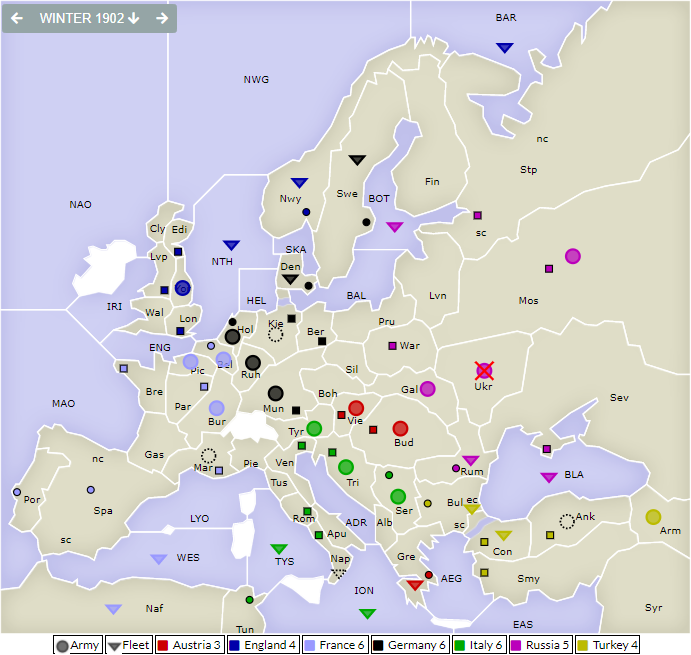 WINTER 1902
BAR
NWG
nc
Stp
Fin
Nwy
Swe
BOT
NAO
Cly Edi
sc
SKA
NTH
Lvp
Den
Mos
HEL
BAL
Lvn
IRI
Wal
Lon
Kie
Hol
Ber
Pru
ENG
War
Pic
Bel
Ruh
Sil
Ukr
MAO
Bre
Gal
Boh
Sev
Par
Mun
Vie
Bur
Tyr
Bud
nc
Gas
Mar
Pie
Ven
Rum
BLA
Por
Spa
Tus
Tri
Ser
Bul ec
Ank
LYO
Rom
ADR
Alb
sc
Arm
sc
Apu
Con
WES
TYS
Nap
Gre
ION
AEG
Smy
Syr
Naf
Tun
EAS
Army Fleet Austria 3 England 4 France 6 Germany 6 Italy 6 Russia 5 Turkey 4